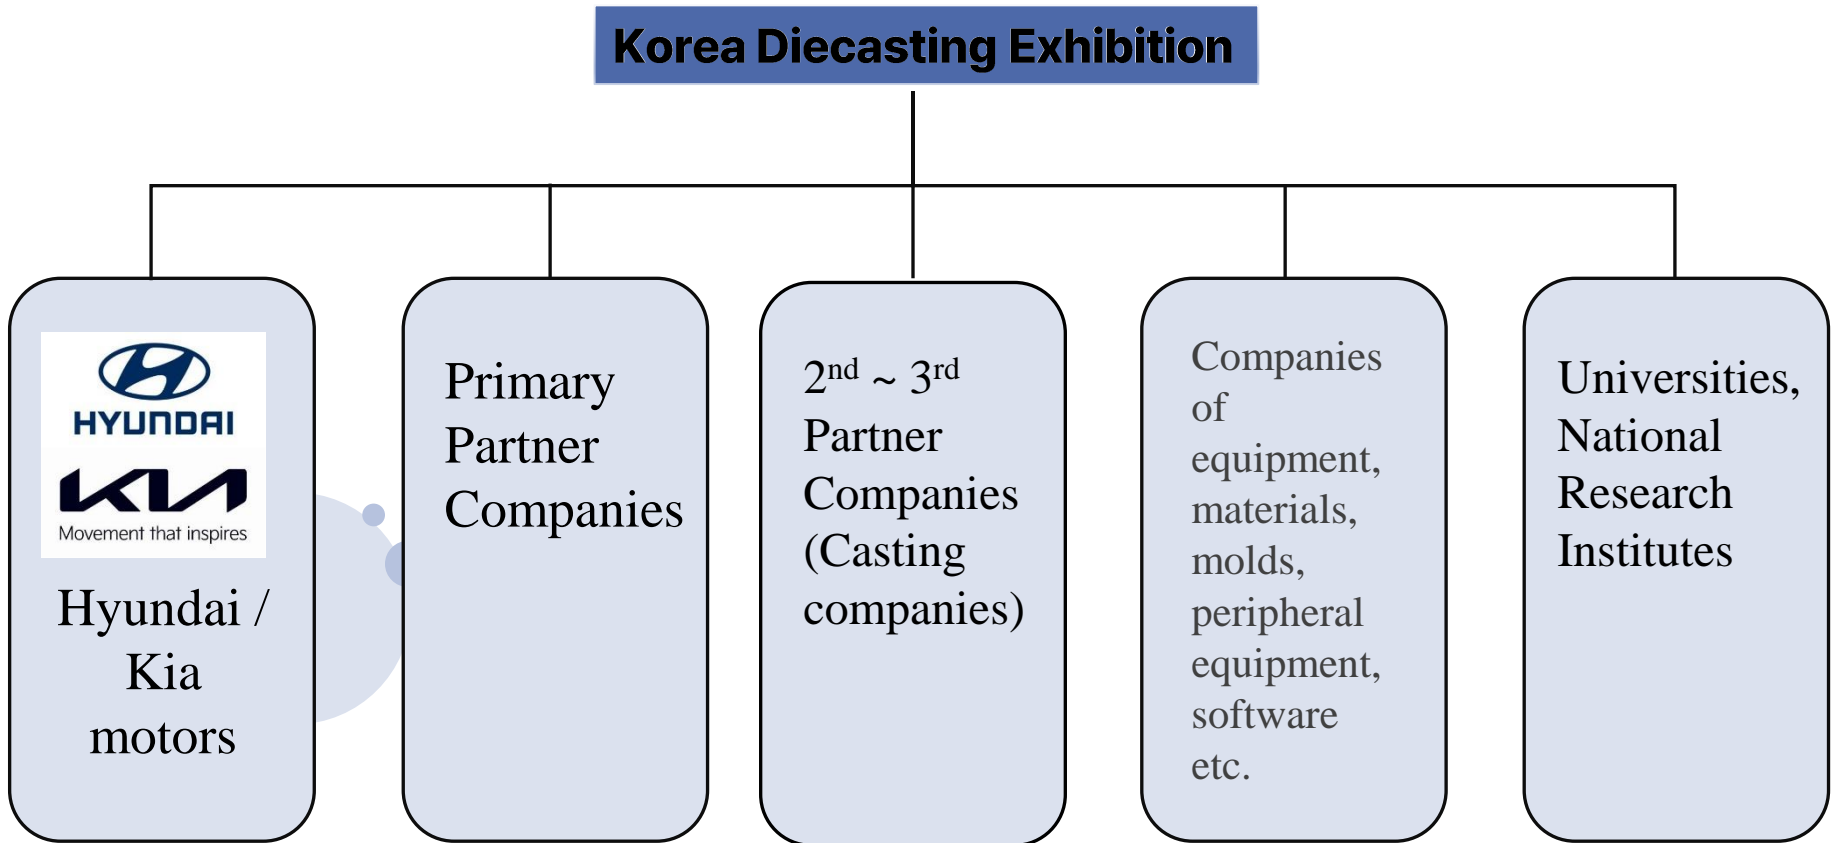 Korea Diecasting Exhibition
HYUNDAI
KIA
Movement that inspires
Hyundai /
Kia
motors
Primary
Partner
Companies
2nd ~ 3rd
Partner
Companies
(Casting
companies)
Companies
of
equipment,
materials,
molds,
peripheral
equipment,
software
etc.
Universities,
National
Research
Institutes